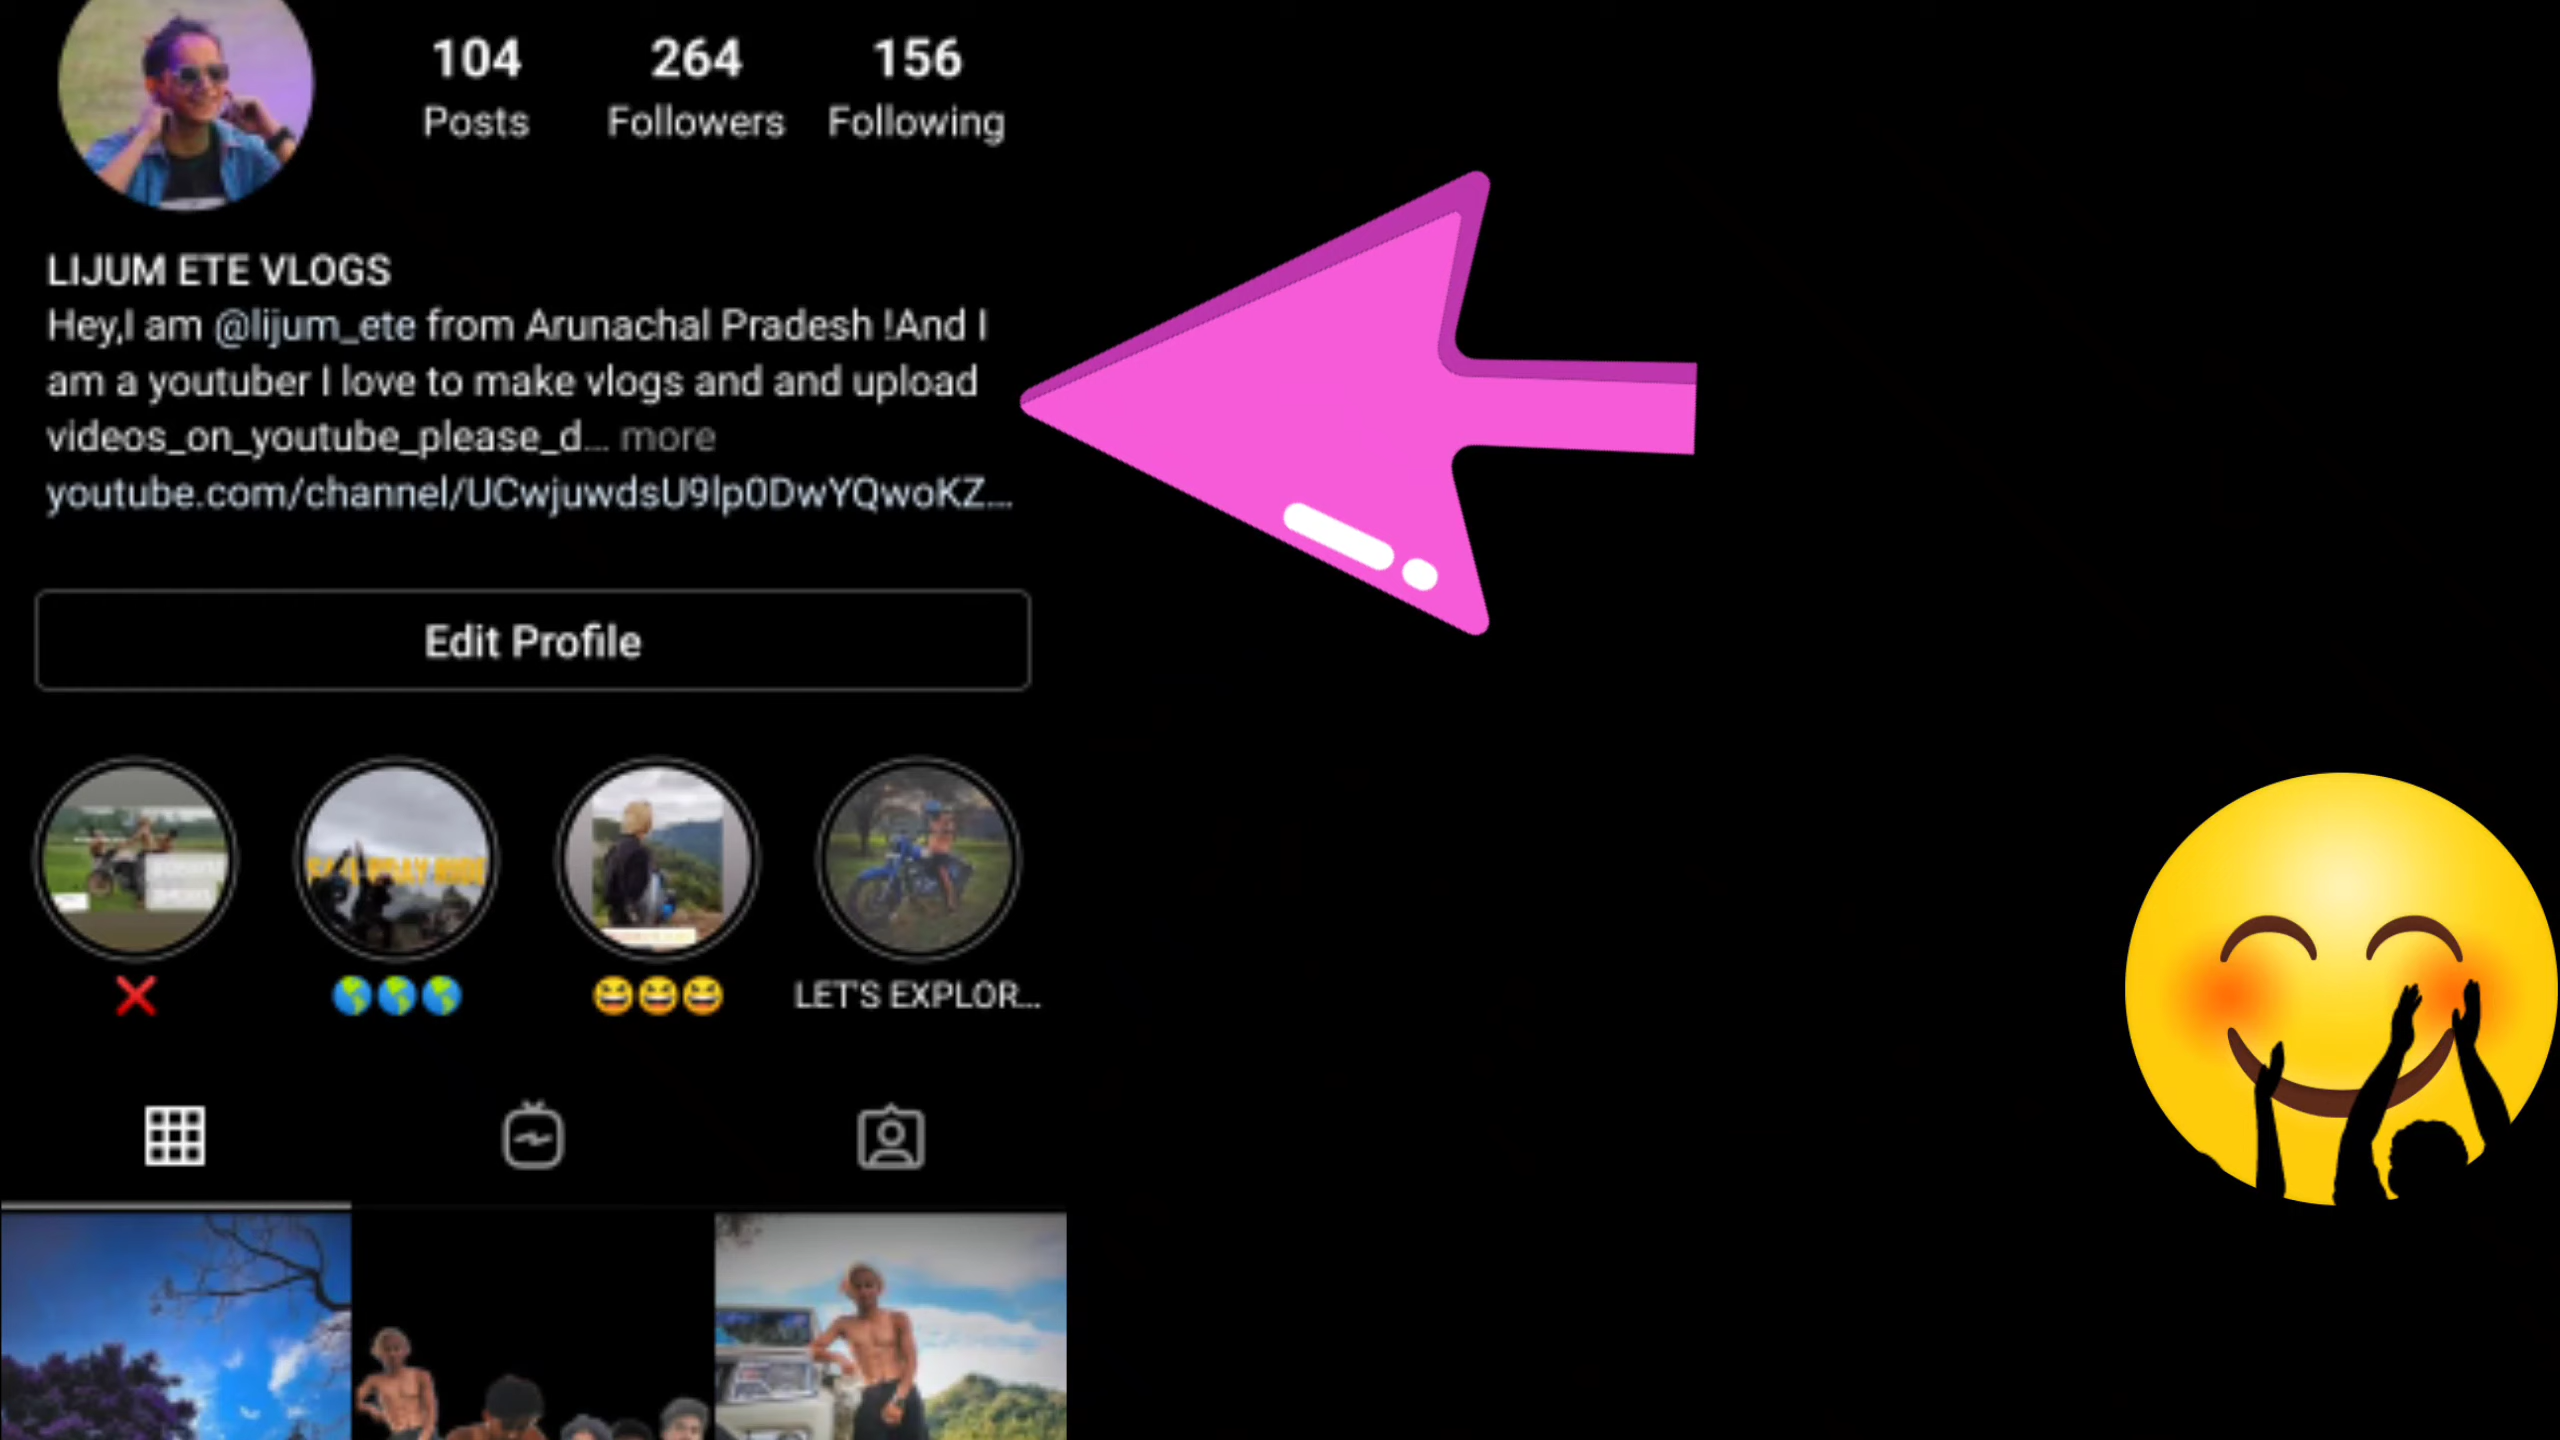 104 264 156
Posts Followers Following
LIJUM ETE VLOGS
Hey,I am @lijum_ete from Arunachal Pradesh !And I
am a youtuber I love to make vlogs and and upload
videos_on_youtube_please_d... more
youtube.com/channel/UCwjuwdsU9lp0DwYQwoKZ...
Edit Profile
❌ 🌎🌎🌎 😆😆😆 LET'S EXPLOR...